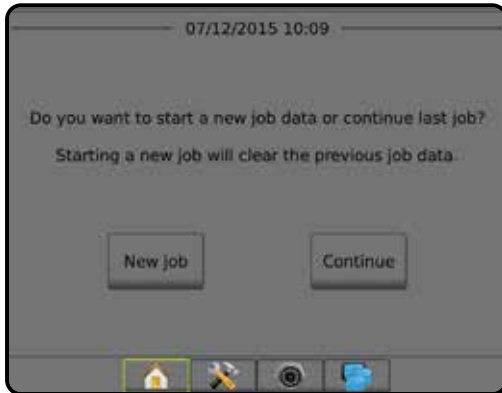 07/12/2015 10:09
Do you want to start a new job data or continue last job?
Starting a new job will clear the previous job data.
New job
Continue